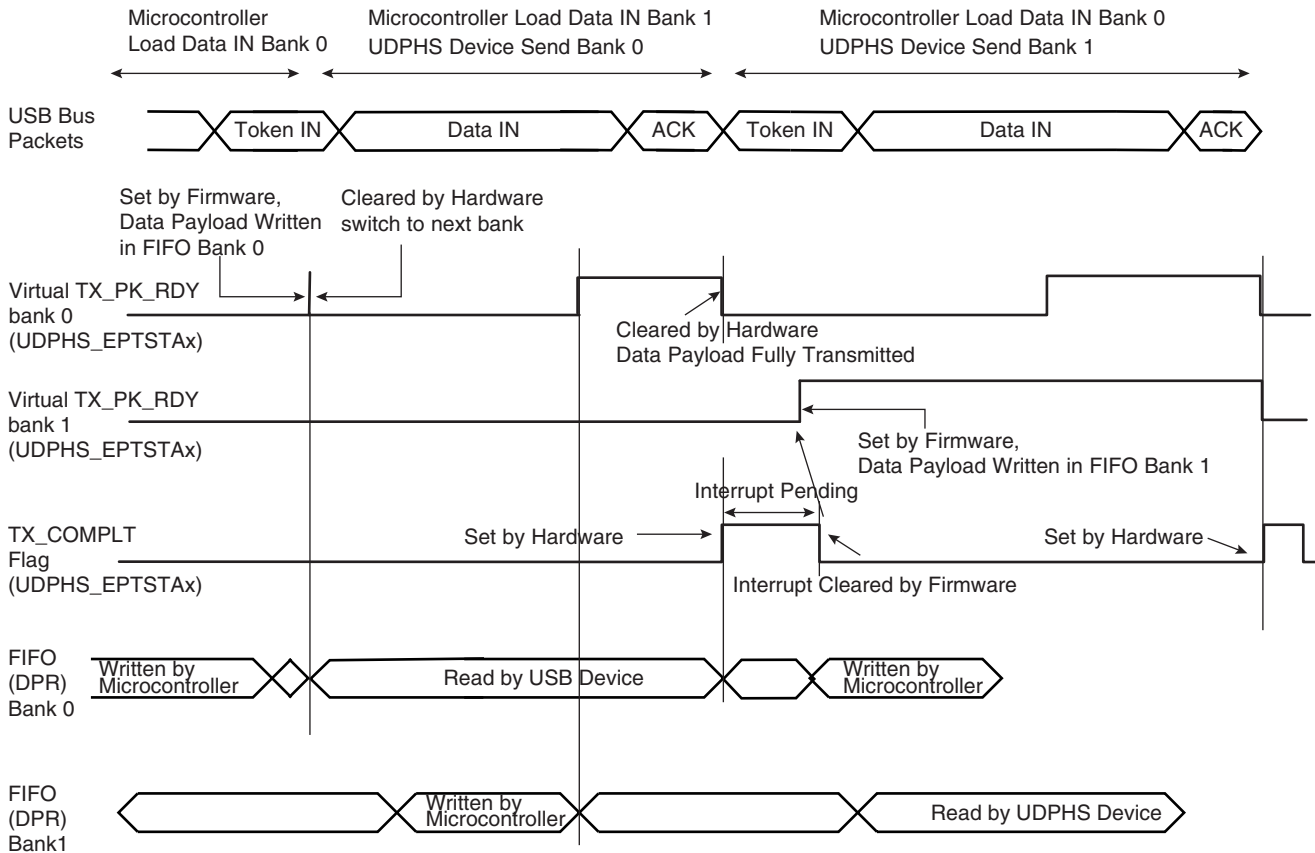 Microcontroller
Load Data IN Bank 0
Microcontroller Load Data IN Bank 1
UDPHS Device Send Bank 0
Microcontroller Load Data IN Bank 0
UDPHS Device Send Bank 1
USB Bus
Packets
Token IN
Data IN
ACK
Token IN
Data IN
ACK
Set by Firmware,
Data Payload Written
in FIFO Bank 0
Cleared by Hardware
switch to next bank
Virtual TX_PK_RDY
bank 0
(UDPHS_EPTSTAx)
Cleared by Hardware
Data Payload Fully Transmitted
Virtual TX_PK_RDY
bank 1
(UDPHS_EPTSTAx)
Set by Firmware,
Data Payload Written in FIFO Bank 1
Interrupt Pending
TX_COMPLT
Flag
(UDPHS_EPTSTAx)
Set by Hardware
Set by Hardware
Interrupt Cleared by Firmware
FIFO
(DPR)
Bank 0
Written by
Microcontroller
Read by USB Device
Written by
Microcontroller
FIFO
(DPR)
Bank1
Written by
Microcontroller
Read by UDPHS Device